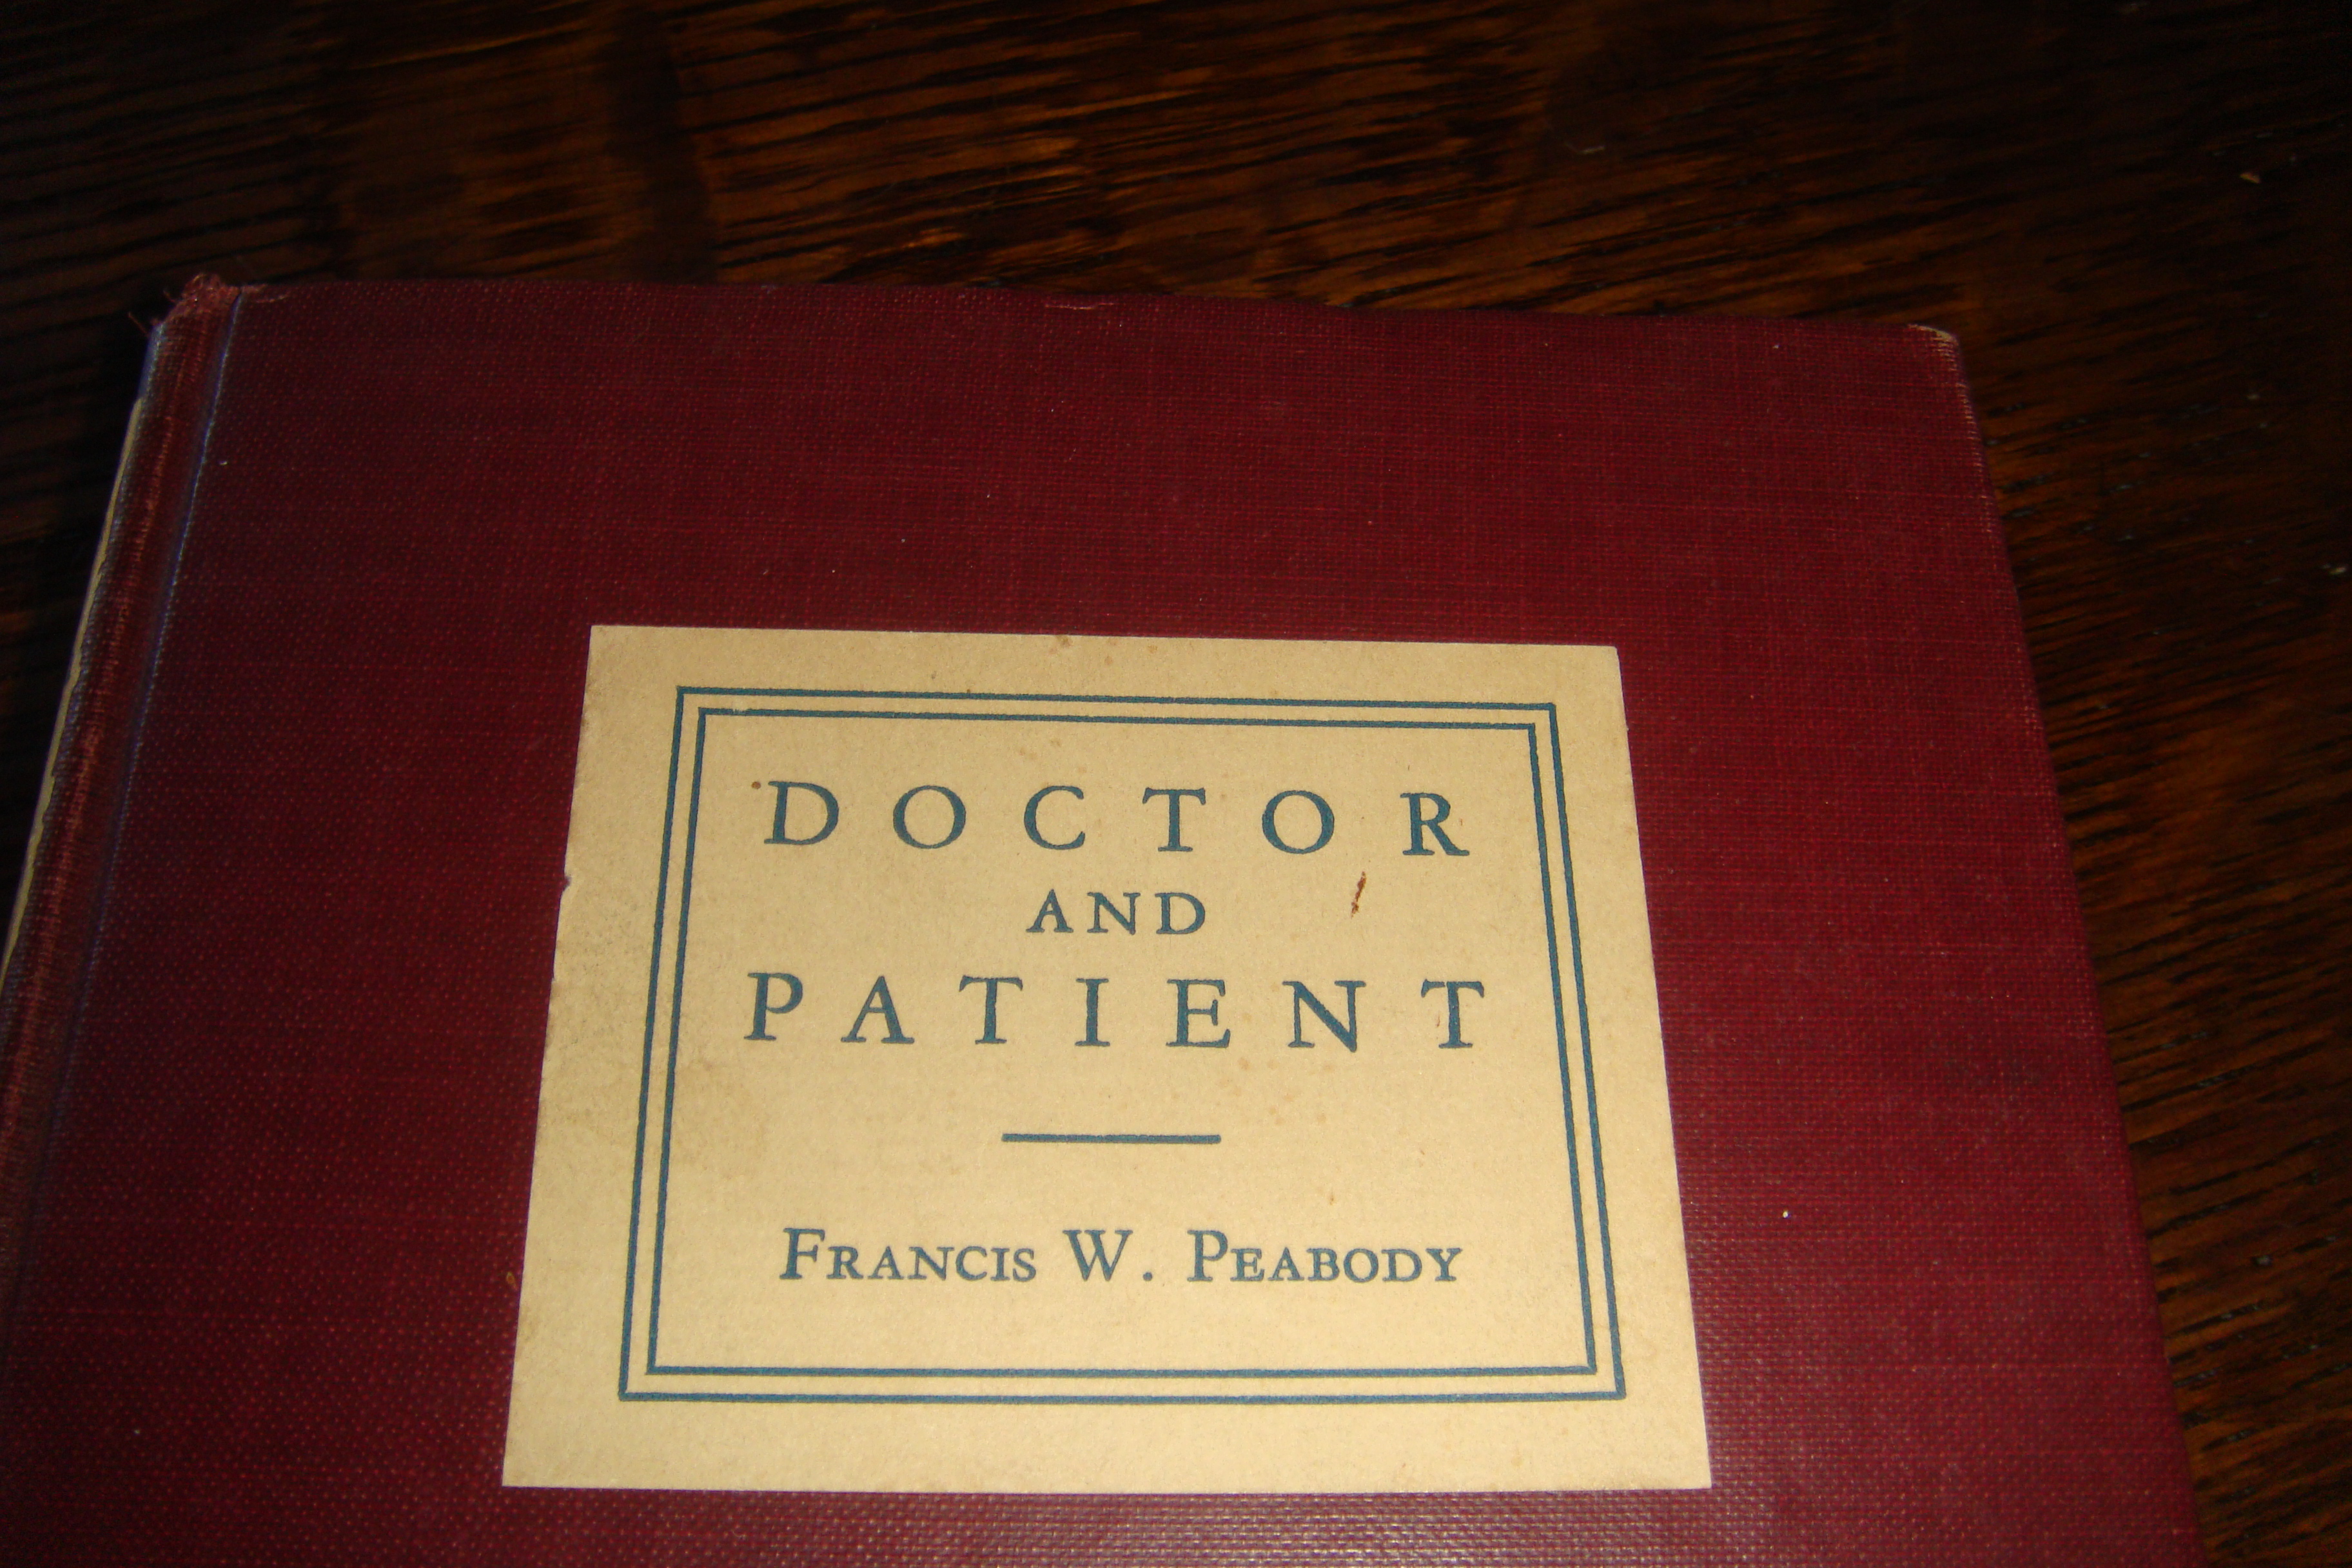 DOCTOR
AND
PATIENT
FRANCIS W. PEABODY